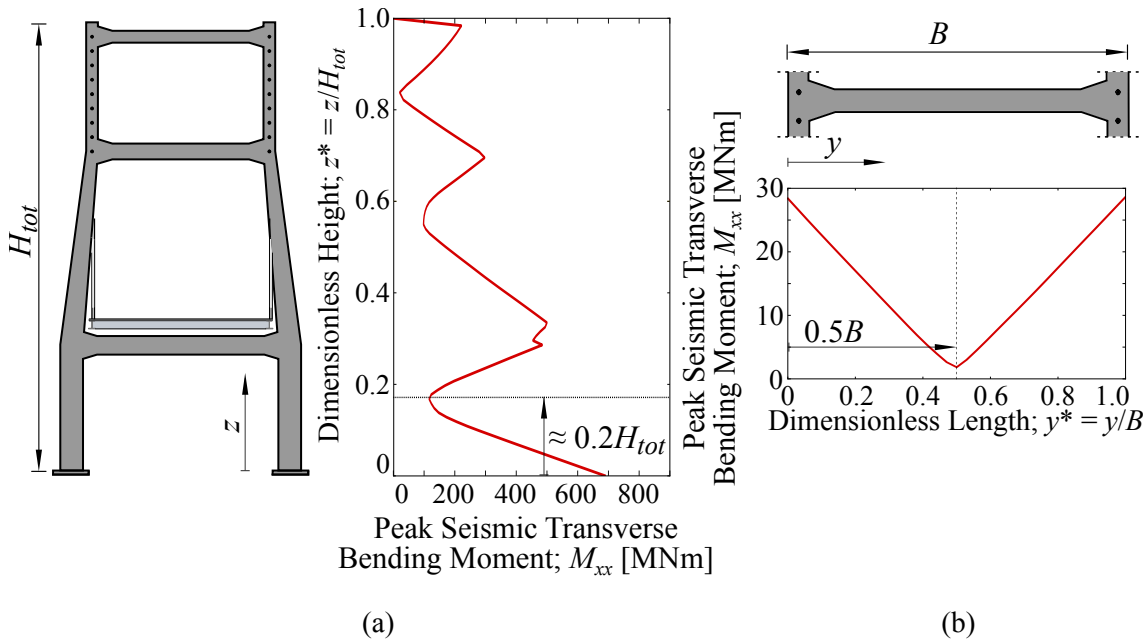 H_tot
z
Dimensionless Height; z* = z/H_tot
1.0
0.8
0.6
0.4
0.2
0
≈ 0.2H_tot
0 200 400 600 800
Peak Seismic Transverse
Bending Moment; M_xx [MNm]
(a)
B
y
Peak Seismic Transverse
Bending Moment; M_xx [MNm]
30
20
10
0
0.5B
0 0.2 0.4 0.6 0.8 1.0
Dimensionless Length; y* = y/B
(b)